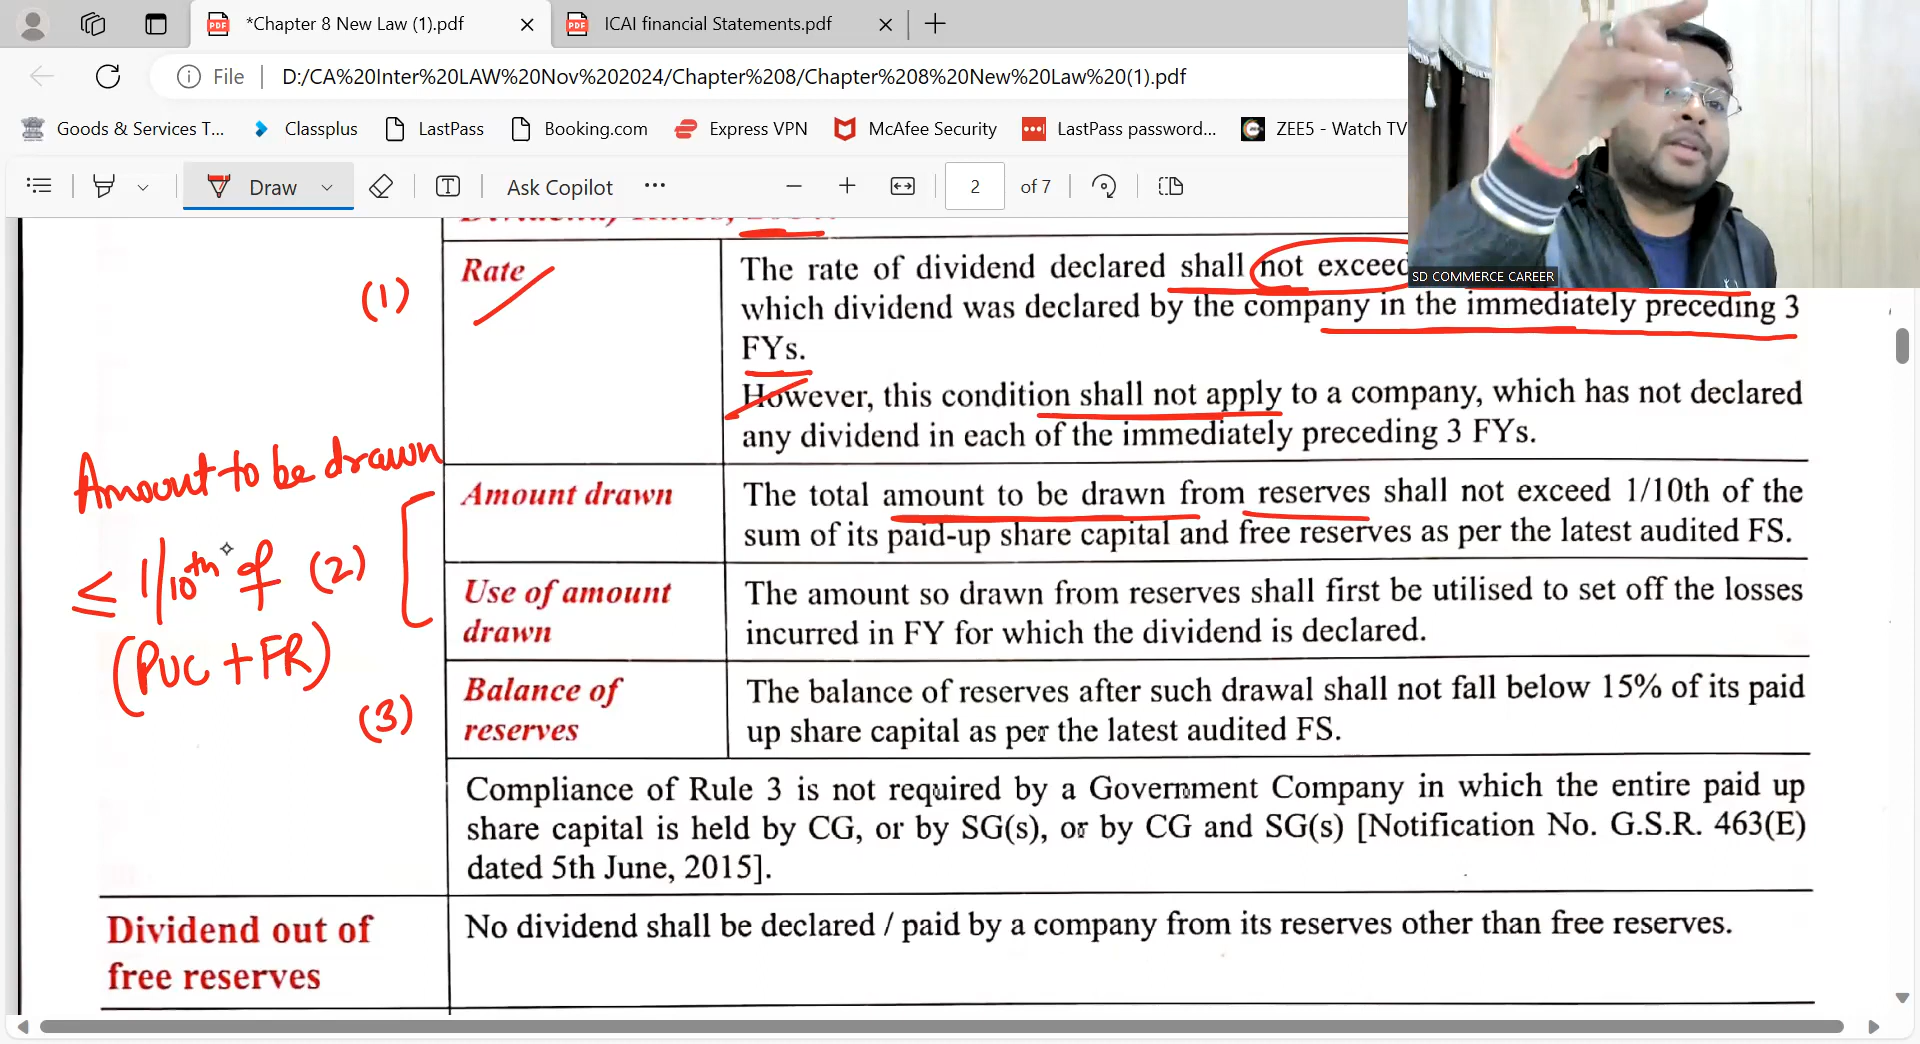 *Chapter 8 New Law (1).pdf
ICAI financial Statements.pdf
File
D:/CA%20Inter%20LAW%20Nov%202024/Chapter%208/Chapter%208%20New%20Law%20(1).pdf
Goods & Services T...
Classplus
LastPass
Booking.com
Express VPN
McAfee Security
LastPass password...
ZEE5 - Watch TV
Draw
Ask Copilot
2
of 7
SD COMMERCE CAREER
(1)
Rate
The rate of dividend declared shall not exceed
which dividend was declared by the company in the immediately preceding 3
FYs.
However, this condition shall not apply to a company, which has not declared
any dividend in each of the immediately preceding 3 FYs.
Amount to be drawn
≤ 1/10th of (2)
(PUC + FR)
Amount drawn
The total amount to be drawn from reserves shall not exceed 1/10th of the
sum of its paid-up share capital and free reserves as per the latest audited FS.
Use of amount
drawn
The amount so drawn from reserves shall first be utilised to set off the losses
incurred in FY for which the dividend is declared.
(3)
Balance of
reserves
The balance of reserves after such drawal shall not fall below 15% of its paid
up share capital as per the latest audited FS.
Compliance of Rule 3 is not required by a Government Company in which the entire paid up
share capital is held by CG, or by SG(s), or by CG and SG(s) [Notification No. G.S.R. 463(E)
dated 5th June, 2015].
Dividend out of
free reserves
No dividend shall be declared / paid by a company from its reserves other than free reserves.